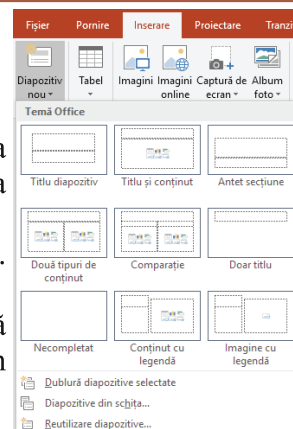 Fișier Pornire Inserare Proiectare Tranzi
Diapozitiv nou Tabel Imagini Imagini online Captură de ecran Album foto
Temă Office
a
a
Titlu diapozitiv Titlu și conținut Antet secțiune
.
Două tipuri de conținut Comparație Doar titlu
ă
n
Necompletat Conținut cu legendă Imagine cu legendă
Dublură diapozitive selectate
Diapozitive din schița...
Reutilizare diapozitive...